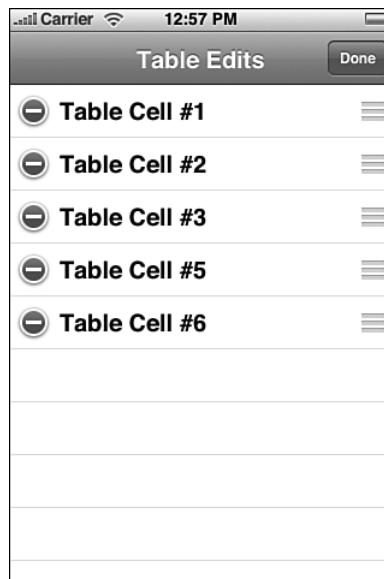 Carrier 12:57 PM
Table Edits Done
Table Cell #1
Table Cell #2
Table Cell #3
Table Cell #5
Table Cell #6